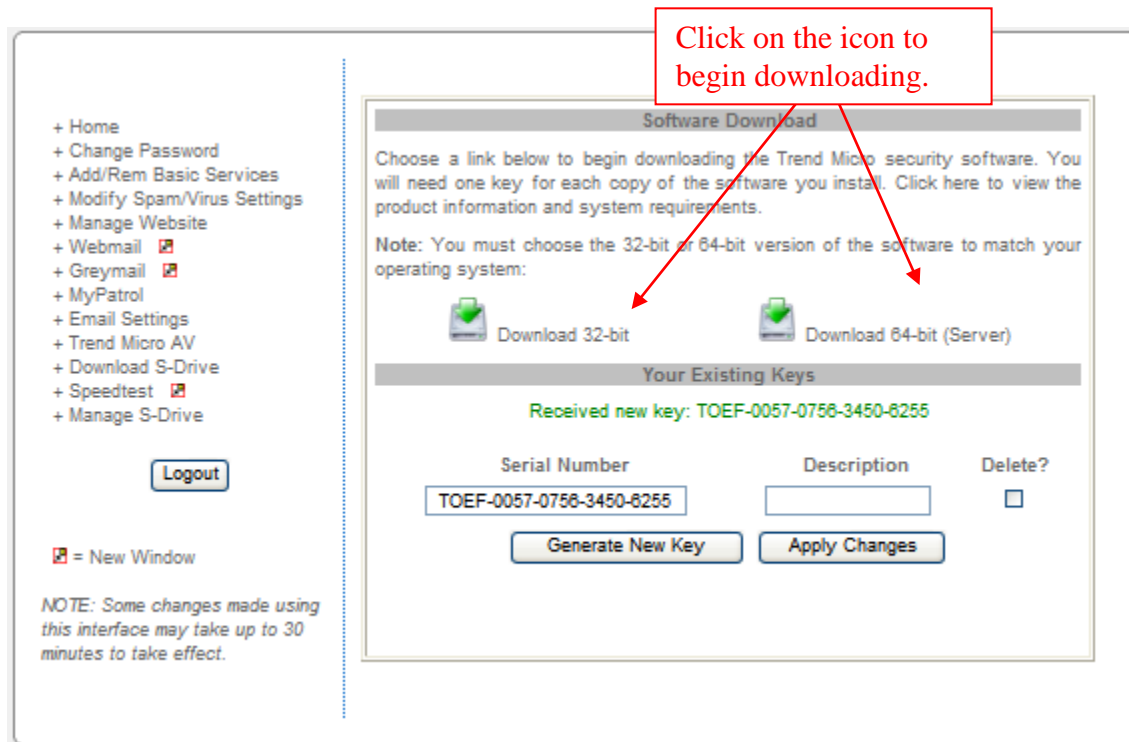 Click on the icon to
begin downloading.
+ Home
+ Change Password
+ Add/Rem Basic Services
+ Modify Spam/Virus Settings
+ Manage Website
+ Webmail
+ Greymail
+ MyPatrol
+ Email Settings
+ Trend Micro AV
+ Download S-Drive
+ Speedtest
+ Manage S-Drive
Logout
= New Window
NOTE: Some changes made using
this interface may take up to 30
minutes to take effect.
Software Download
Choose a link below to begin downloading the Trend Micro security software. You
will need one key for each copy of the software you install. Click here to view the
product information and system requirements.
Note: You must choose the 32-bit or 64-bit version of the software to match your
operating system:
Download 32-bit
Download 64-bit (Server)
Your Existing Keys
Received new key: TOEF-0057-0756-3450-6255
Serial Number Description Delete?
TOEF-0057-0756-3450-6255
Generate New Key Apply Changes